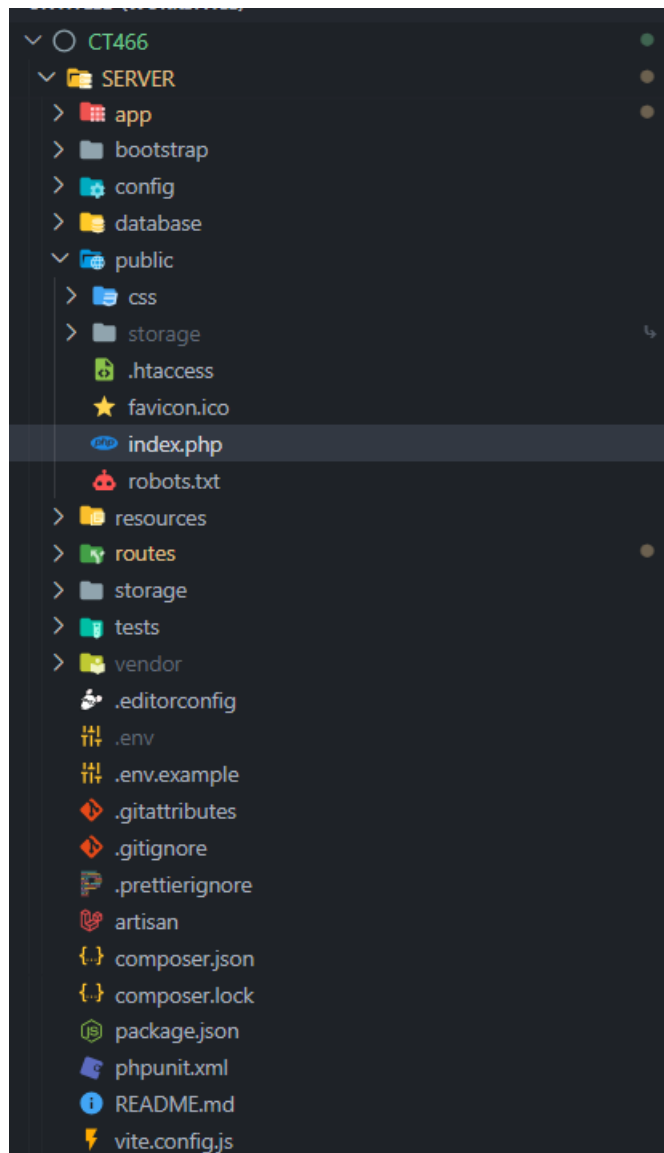 CT466
SERVER
app
bootstrap
config
database
public
css
storage
.htaccess
favicon.ico
php index.php
robots.txt
resources
routes
storage
tests
vendor
.editorconfig
.env
.env.example
.gitattributes
.gitignore
.prettierignore
artisan
{..} composer.json
{..} composer.lock
JS package.json
phpunit.xml
README.md
vite.config.js